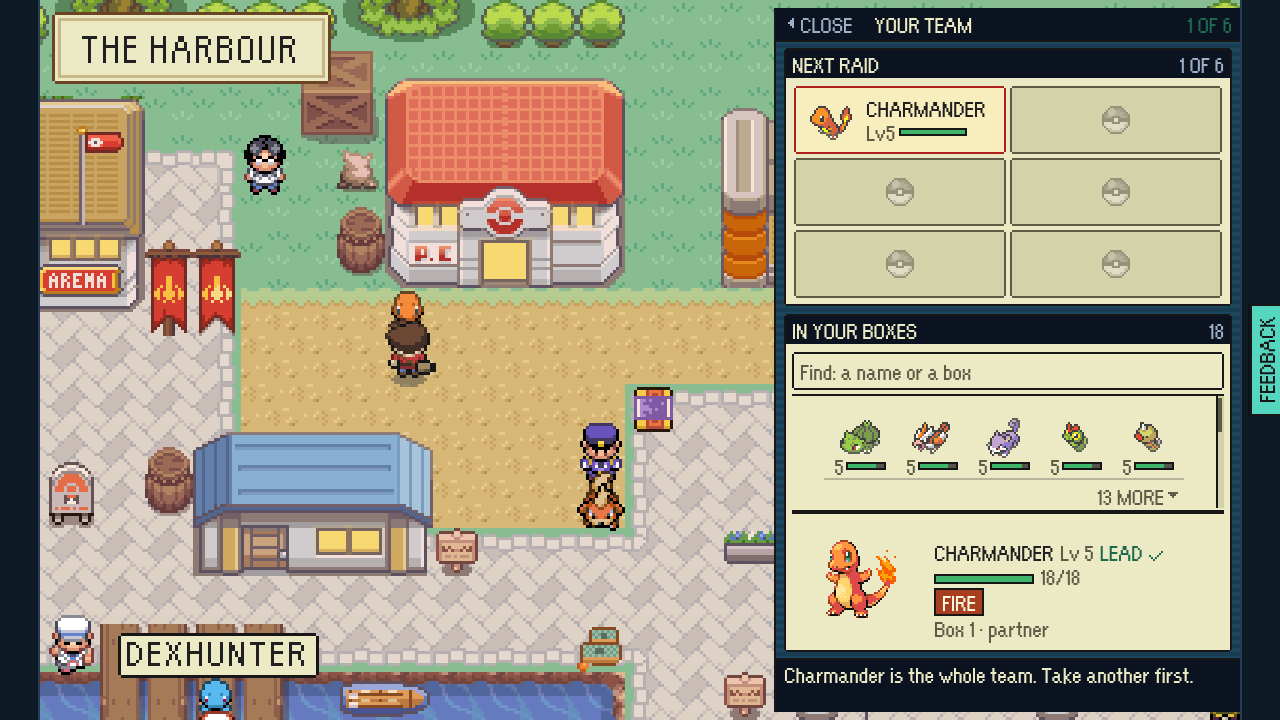 THE HARBOUR
ARENA
P.C
DEXHUNTER
CLOSE YOUR TEAM 1 OF 6
NEXT RAID 1 OF 6
CHARMANDER
Lv5
IN YOUR BOXES 18
Find: a name or a box
5 5 5 5 5
13 MORE
CHARMANDER Lv 5 LEAD
18/18
FIRE
Box 1 · partner
Charmander is the whole team. Take another first.
FEEDBACK